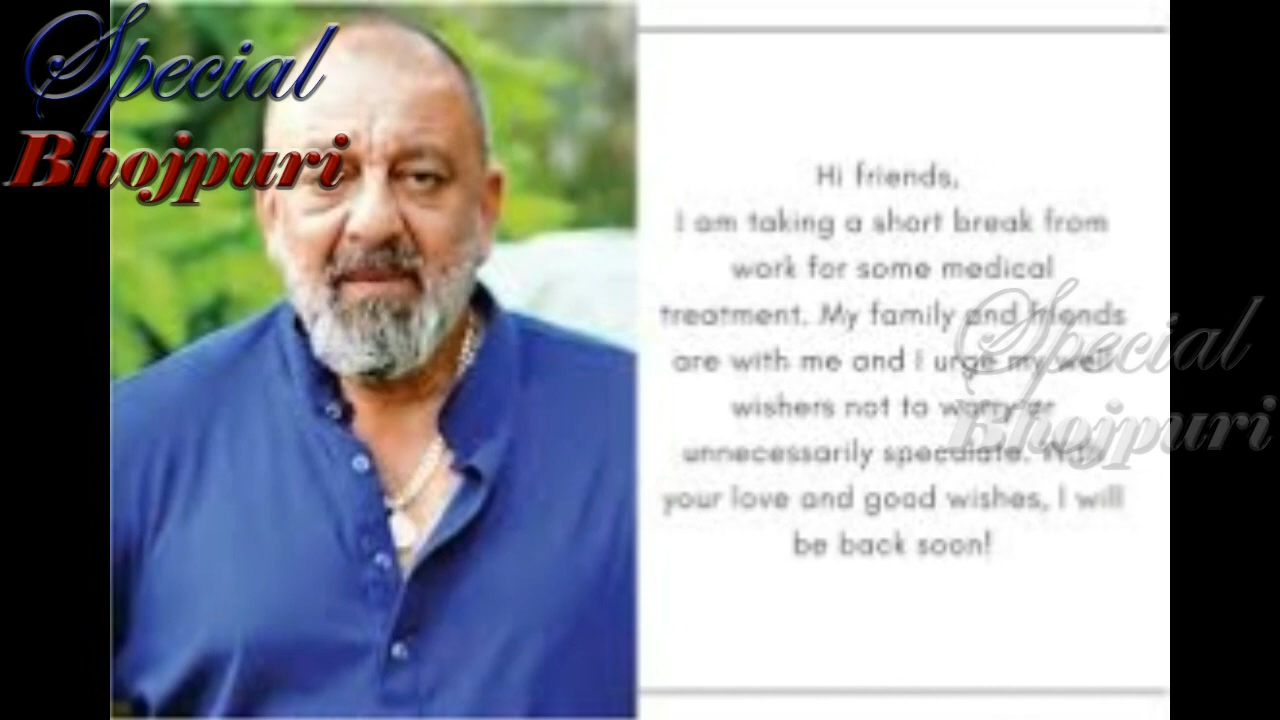 Special
Bhojpuri
Hi friends,
I am taking a short break from
work for some medical
treatment. My family and friends
are with me and I urge my well
wishers not to worry or
unnecessarily speculate. With
your love and good wishes, I will
be back soon!
Special
Bhojpuri